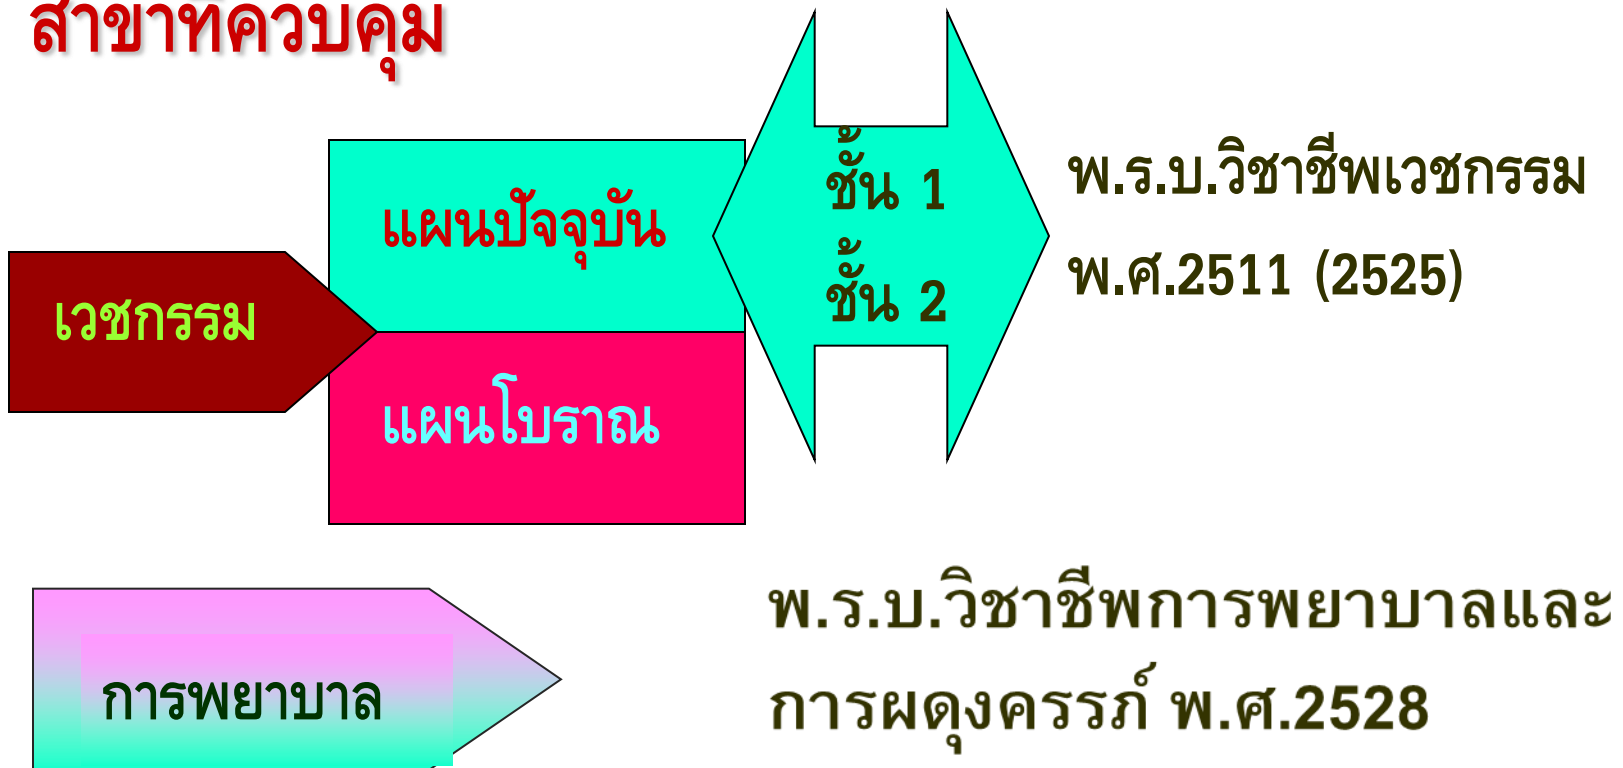 สาขาที่ควบคุม
แผนปัจจุบัน
ชั้น 1
ชั้น 2
พ.ร.บ.วิชาชีพเวชกรรม
พ.ศ.2511 (2525)
เวชกรรม
แผนโบราณ
การพยาบาล
พ.ร.บ.วิชาชีพการพยาบาลและ
การผดุงครรภ์ พ.ศ.2528